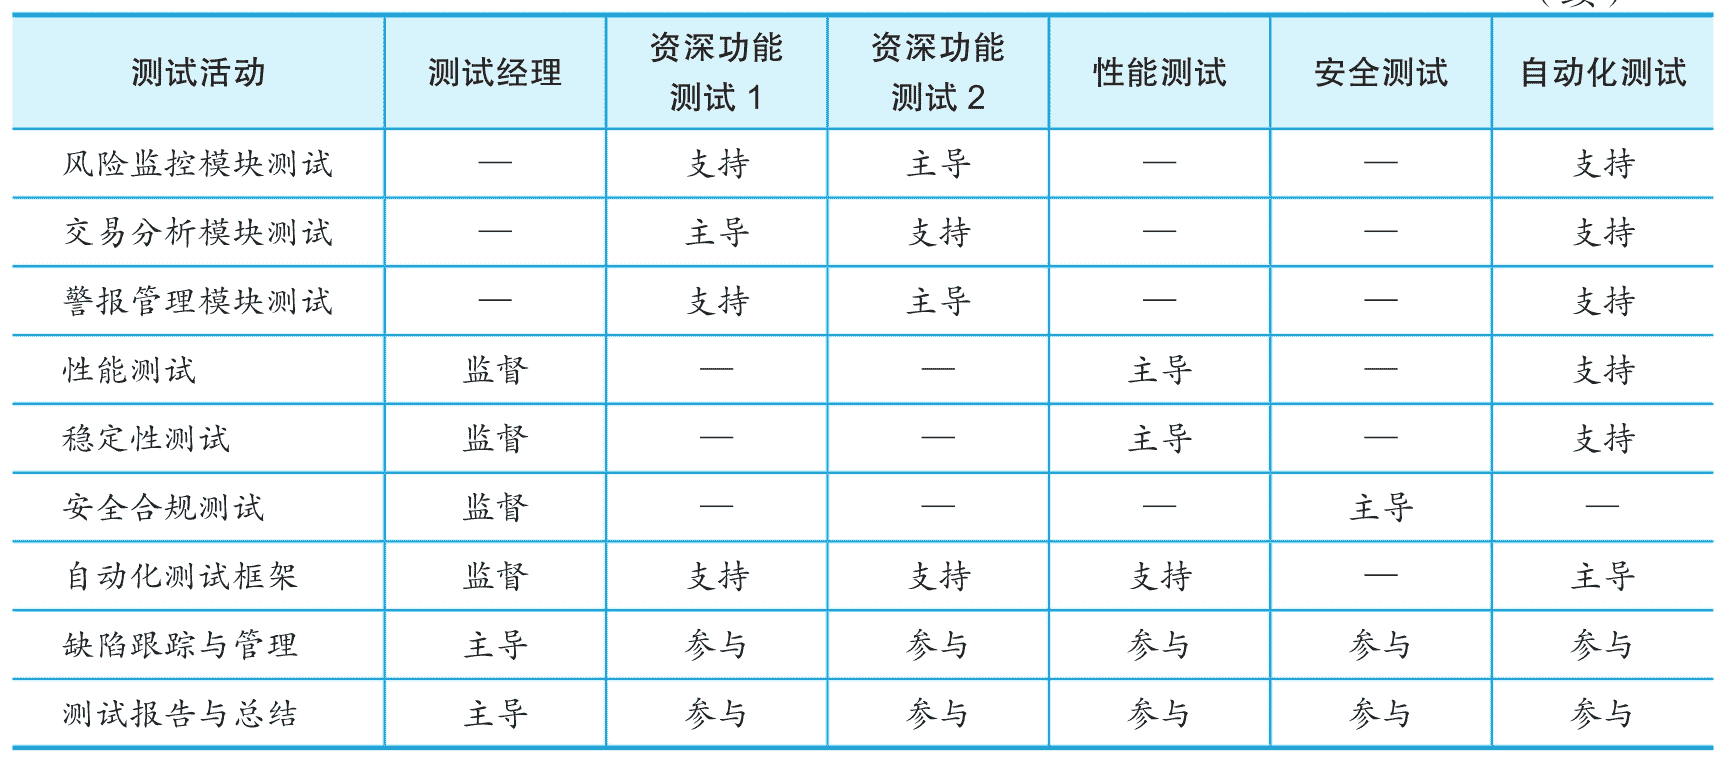 （续）
测试活动 测试经理 资深功能测试 1 资深功能测试 2 性能测试 安全测试 自动化测试
风险监控模块测试 — 支持 主导 — — 支持
交易分析模块测试 — 主导 支持 — — 支持
警报管理模块测试 — 支持 主导 — — 支持
性能测试 监督 — — 主导 — 支持
稳定性测试 监督 — — 主导 — 支持
安全合规测试 监督 — — — 主导 —
自动化测试框架 监督 支持 支持 支持 — 主导
缺陷跟踪与管理 主导 参与 参与 参与 参与 参与
测试报告与总结 主导 参与 参与 参与 参与 参与